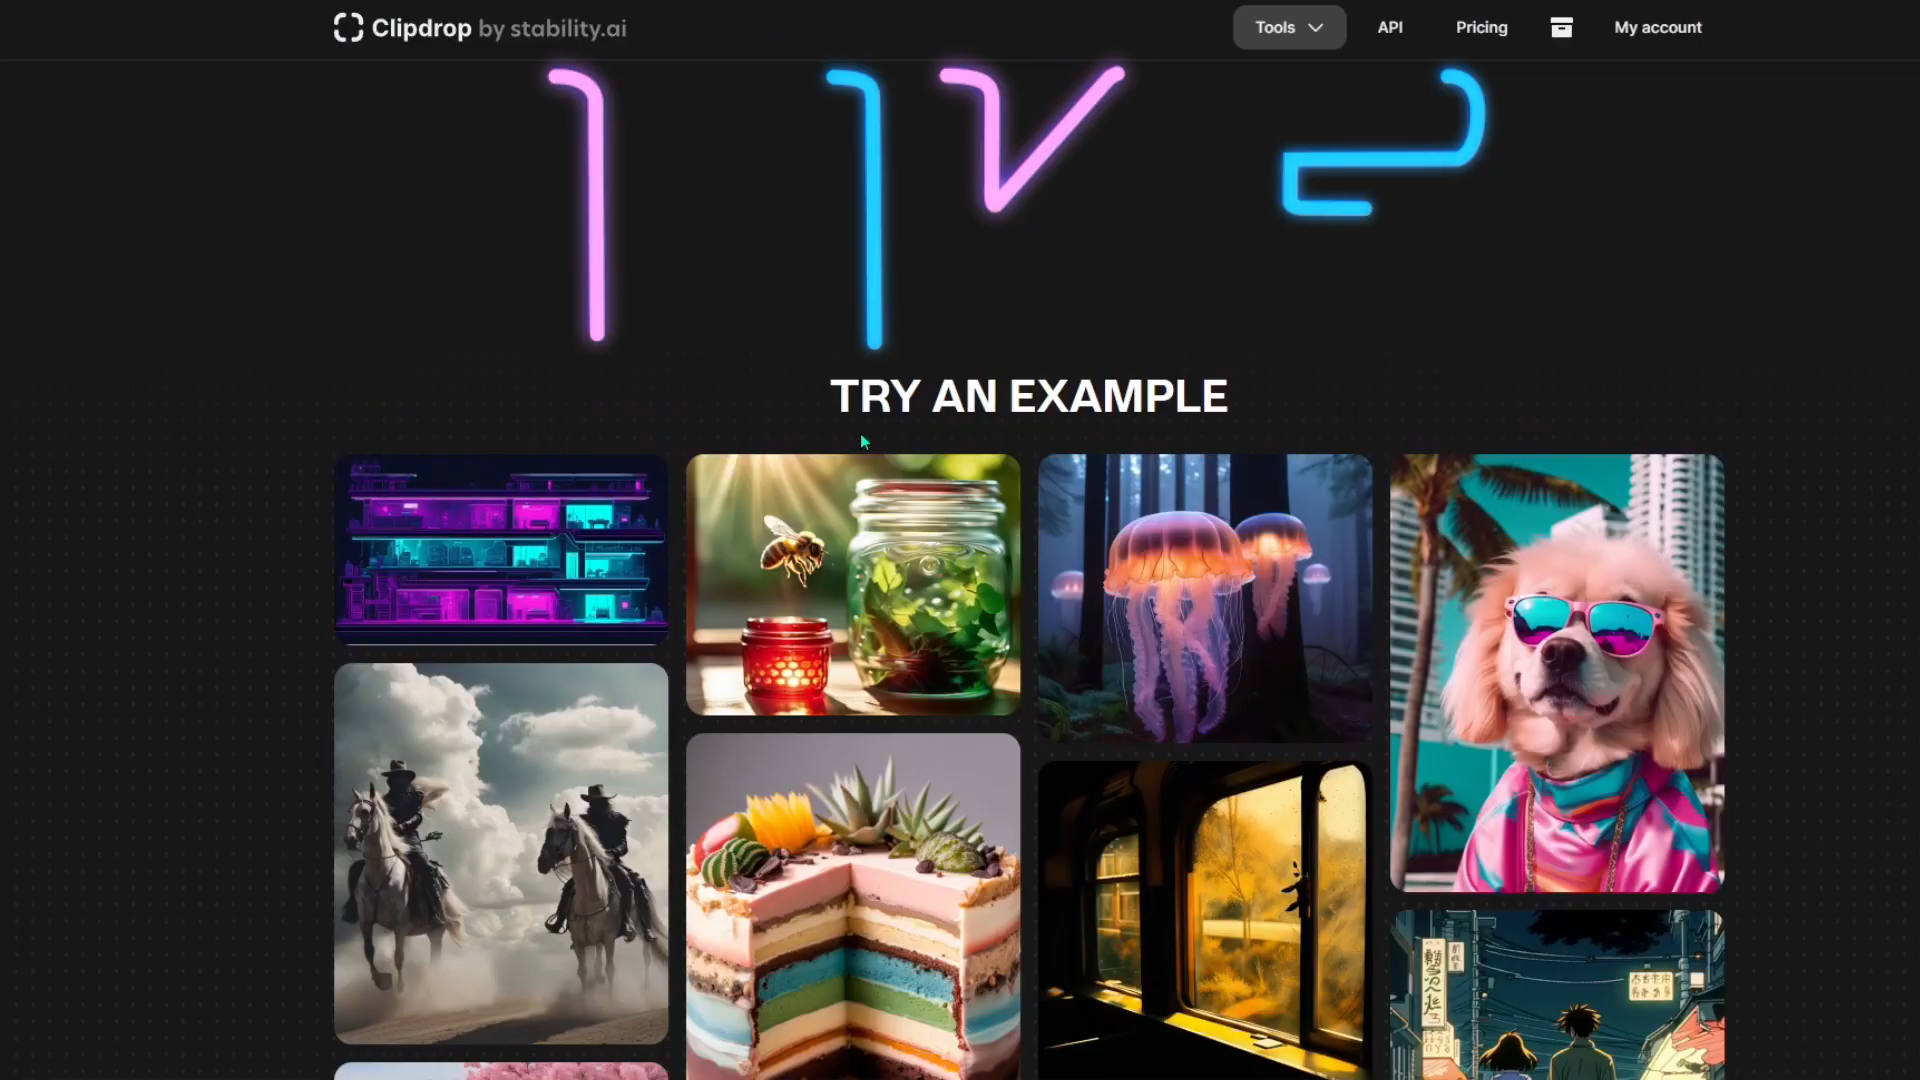 Clipdrop by stability.ai
Tools
API
Pricing
My account
TRY AN EXAMPLE